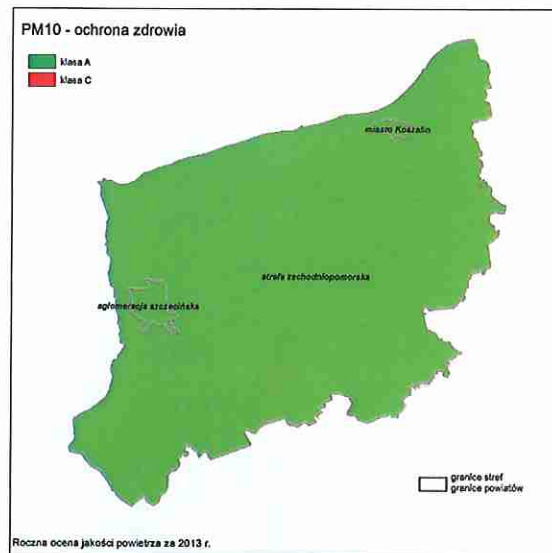 PM10 - ochrona zdrowia
klasa A
klasa C
miasto Koszalin
strefa zachodniopomorska
aglomeracja szczecińska
granice stref
granice powiatów
Roczna ocena jakości powietrza za 2013 r.